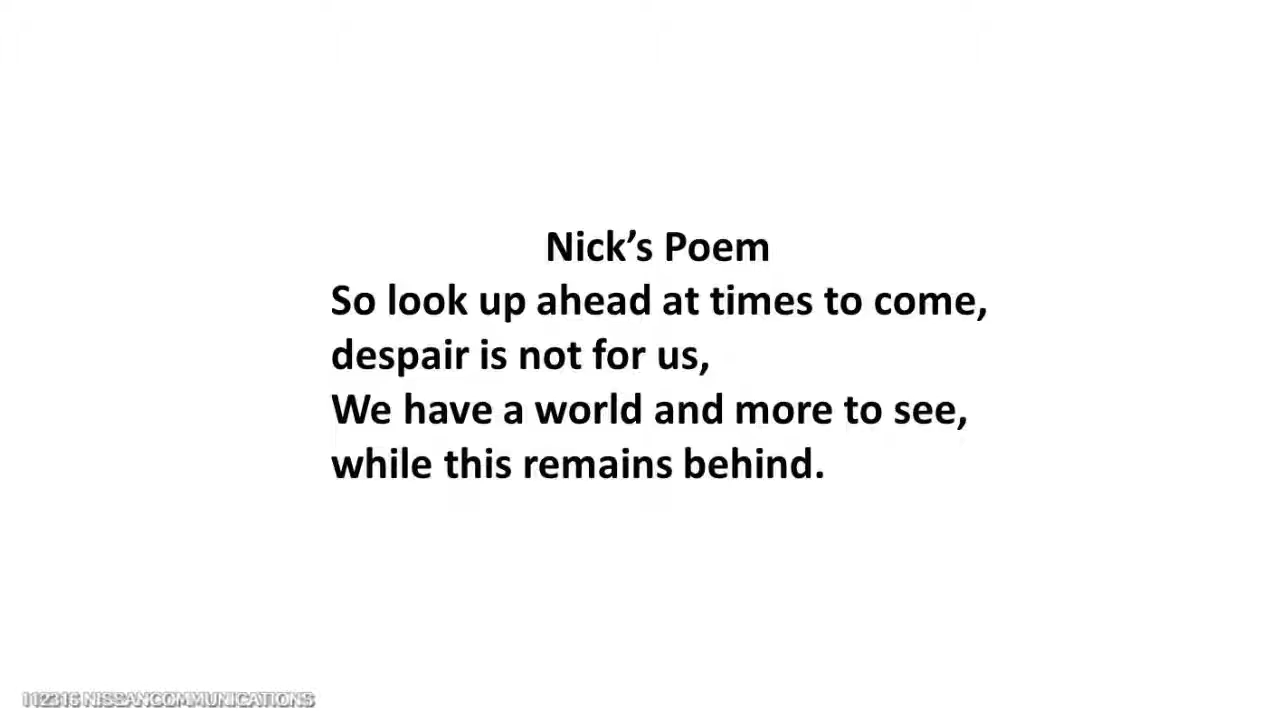 Nick’s Poem
So look up ahead at times to come,
despair is not for us,
We have a world and more to see,
while this remains behind.
112316 NISSANCOMMUNICATIONS